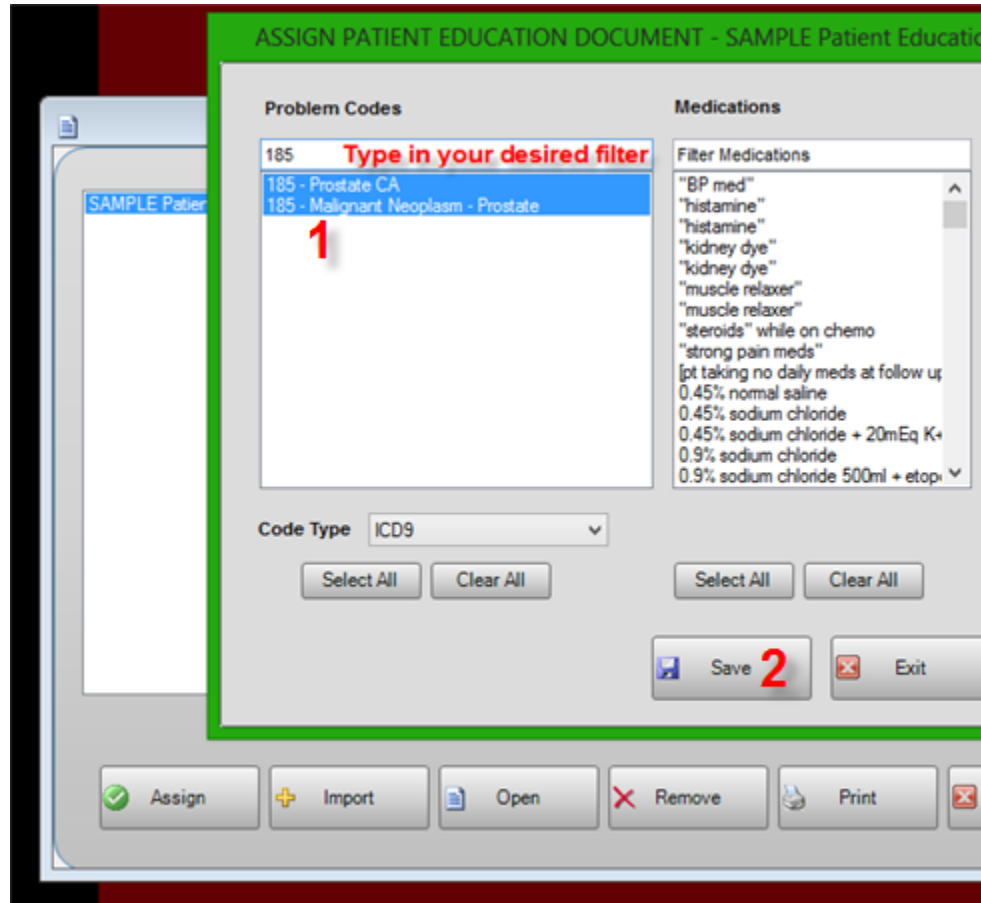 ASSIGN PATIENT EDUCATION DOCUMENT - SAMPLE Patient Educatio
Problem Codes
Medications
185
Type in your desired filter
Filter Medications
185 - Prostate CA
185 - Malignant Neoplasm - Prostate
1
"BP med"
"histamine"
"histamine"
"kidney dye"
"kidney dye"
"muscle relaxer"
"muscle relaxer"
"steroids" while on chemo
"strong pain meds"
[pt taking no daily meds at follow up
0.45% normal saline
0.45% sodium chloride
0.45% sodium chloride + 20mEq K+
0.9% sodium chloride
0.9% sodium chloride 500ml + etop
SAMPLE Patier
Code Type ICD9
Select All Clear All
Select All Clear All
Save 2 Exit
Assign Import Open Remove Print